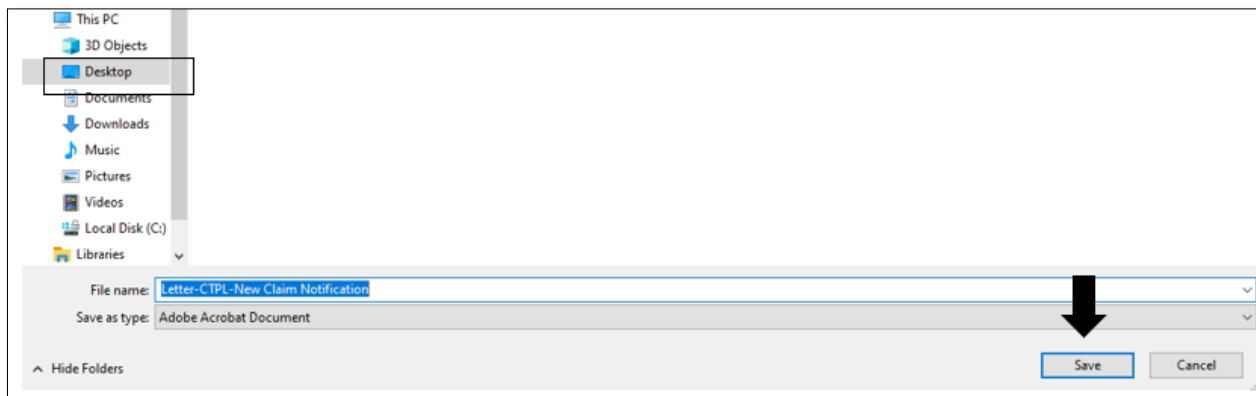 This PC
3D Objects
Desktop
Documents
Downloads
Music
Pictures
Videos
Local Disk (C:)
Libraries
File name: Letter-CTPL-New Claim Notification
Save as type: Adobe Acrobat Document
Hide Folders
Save
Cancel